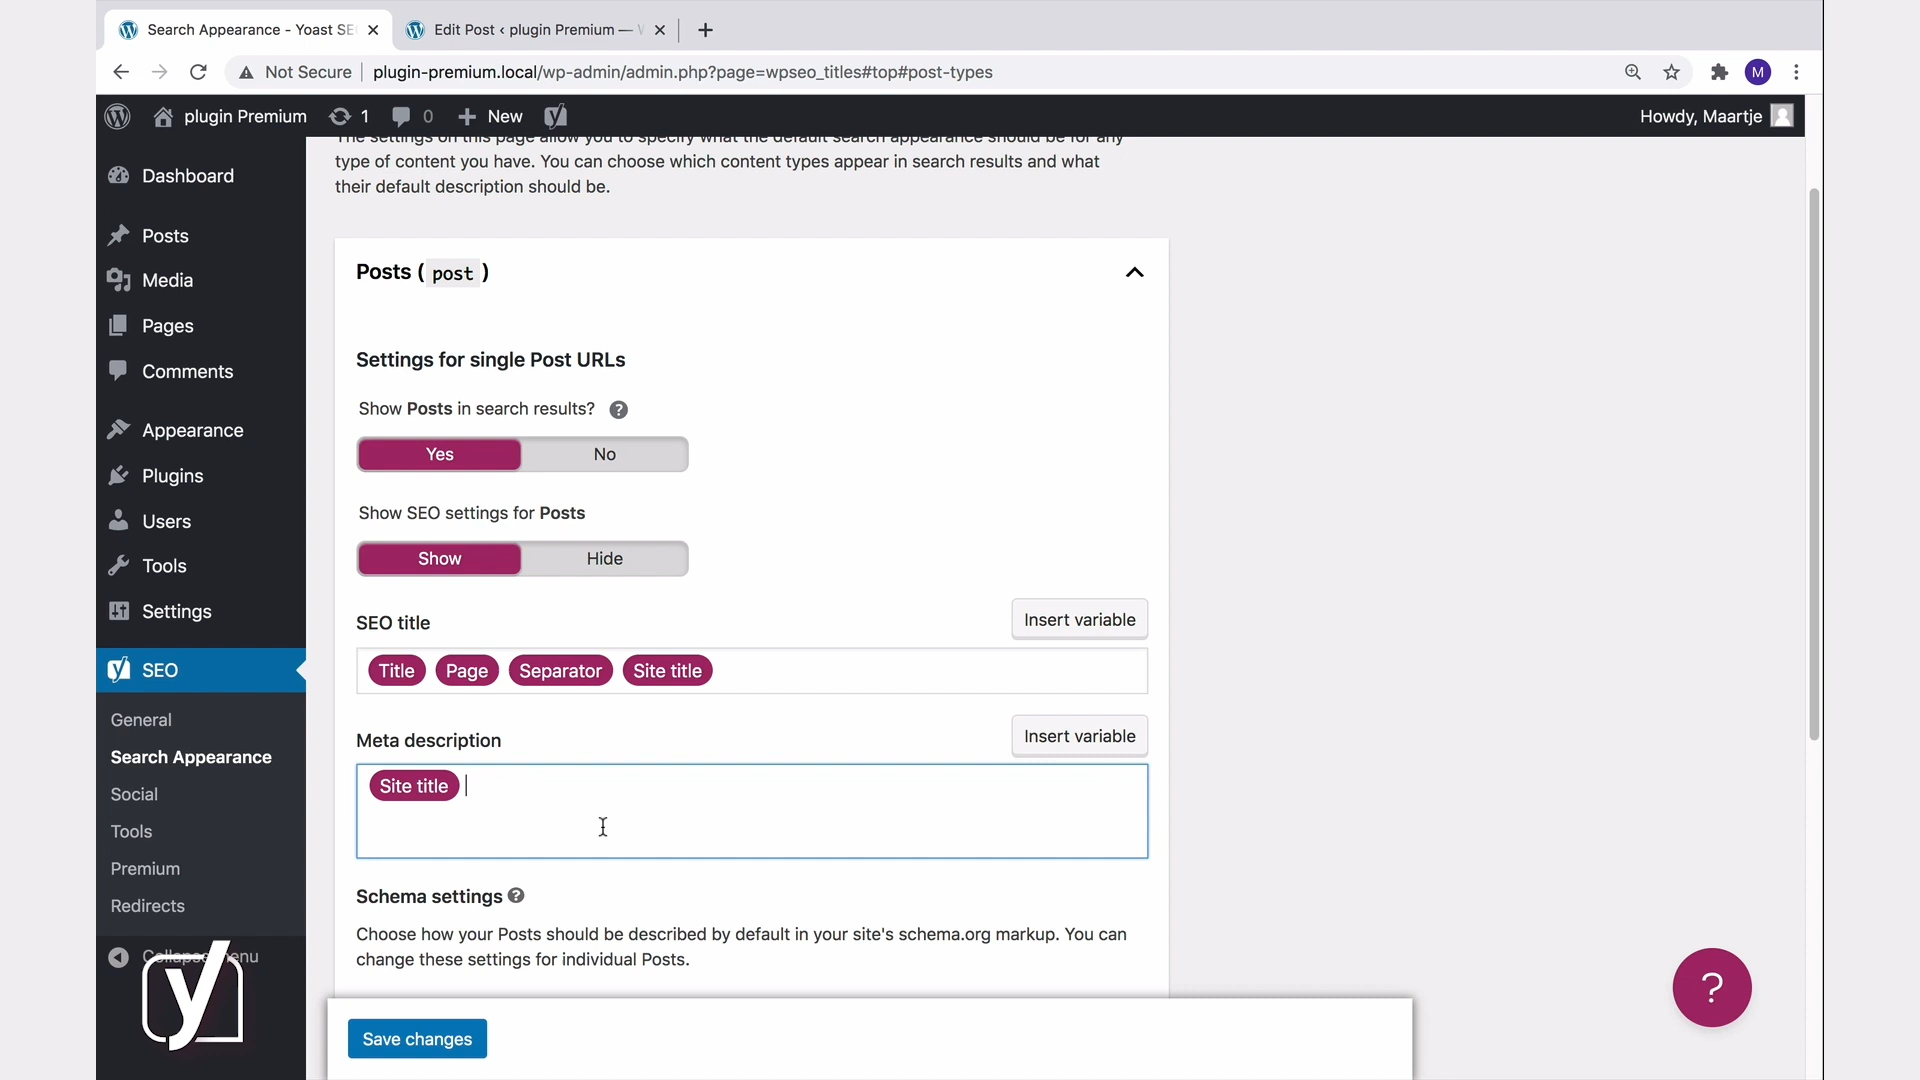 Search Appearance - Yoast SE
Edit Post ‹ plugin Premium —
Not Secure
plugin-premium.local/wp-admin/admin.php?page=wpseo_titles#top#post-types
M
plugin Premium
1
0
New
Howdy, Maartje
Dashboard
Posts
Media
Pages
Comments
Appearance
Plugins
Users
Tools
Settings
SEO
General
Search Appearance
Social
Tools
Premium
Redirects
Collapse menu
The settings on this page allow you to specify what the default search appearance should be for any
type of content you have. You can choose which content types appear in search results and what
their default description should be.
Posts ( post )
Settings for single Post URLs
Show Posts in search results? ?
Yes
No
Show SEO settings for Posts
Show
Hide
SEO title
Insert variable
Title Page Separator Site title
Meta description
Insert variable
Site title
Schema settings ?
Choose how your Posts should be described by default in your site's schema.org markup. You can
change these settings for individual Posts.
Save changes
?
y